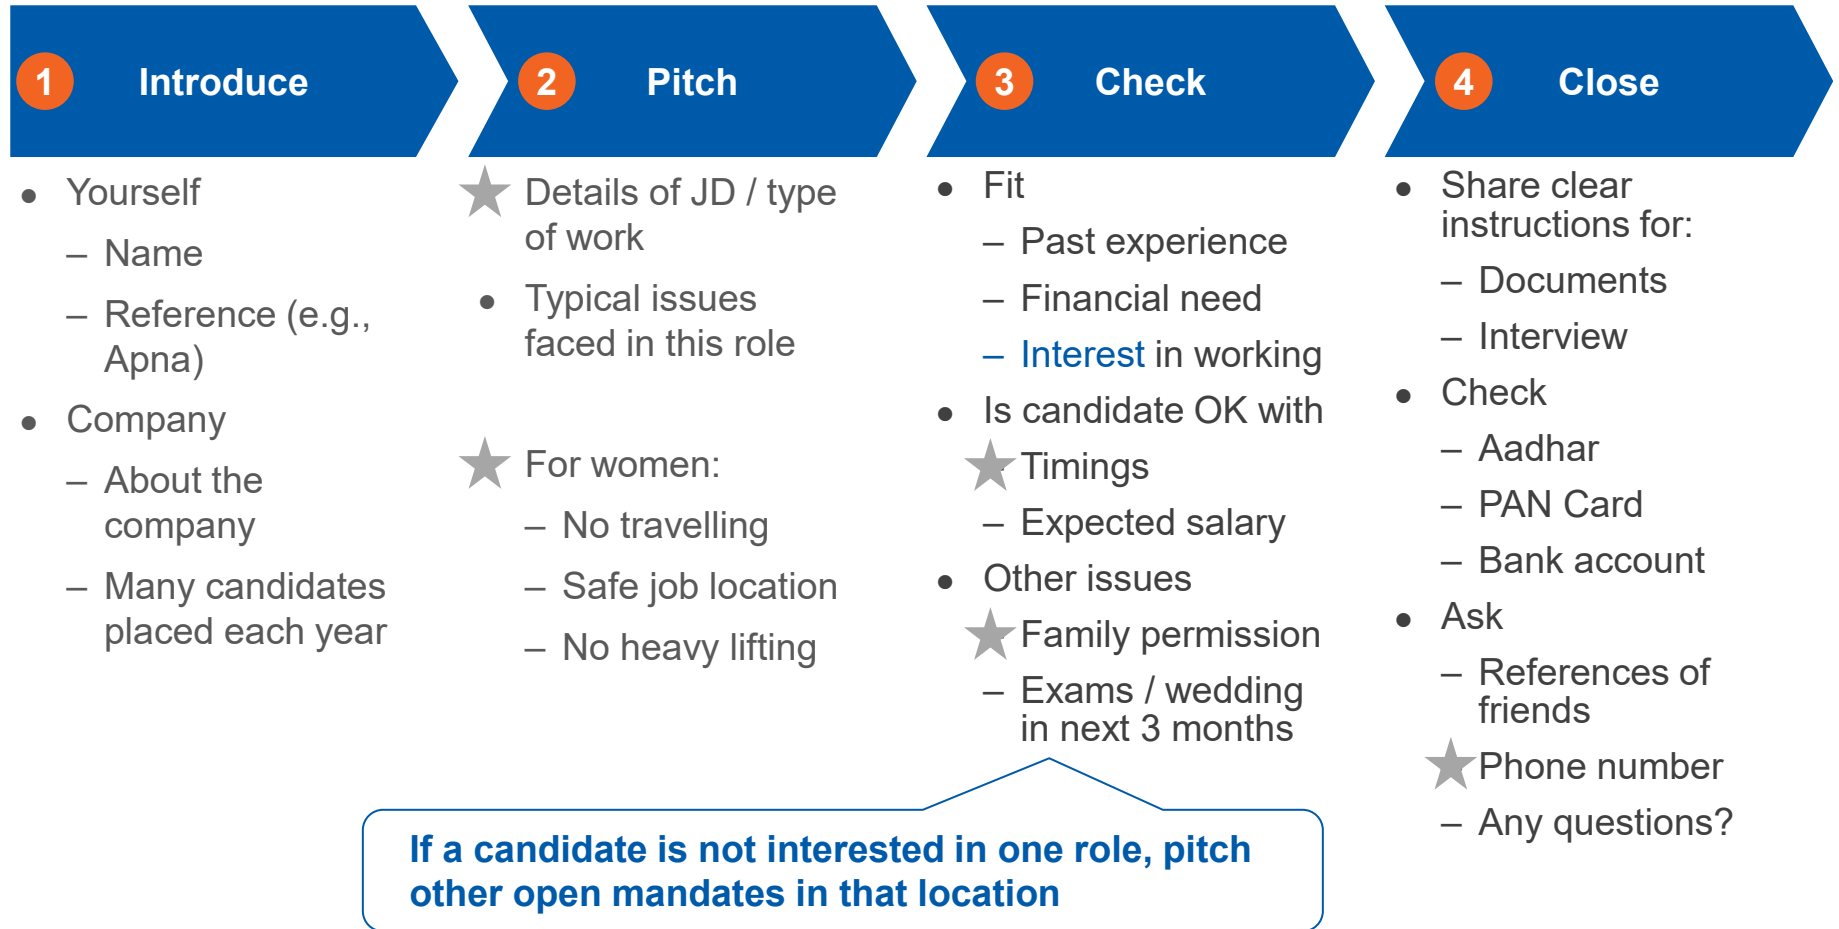 1 Introduce
● Yourself
– Name
– Reference (e.g.,
Apna)
● Company
– About the
company
– Many candidates
placed each year
2 Pitch
Details of JD / type
of work
● Typical issues
faced in this role
For women:
– No travelling
– Safe job location
– No heavy lifting
3 Check
● Fit
– Past experience
– Financial need
– Interest in working
● Is candidate OK with
Timings
– Expected salary
● Other issues
Family permission
– Exams / wedding
in next 3 months
If a candidate is not interested in one role, pitch
other open mandates in that location
4 Close
● Share clear
instructions for:
– Documents
– Interview
● Check
– Aadhar
– PAN Card
– Bank account
● Ask
– References of
friends
Phone number
– Any questions?